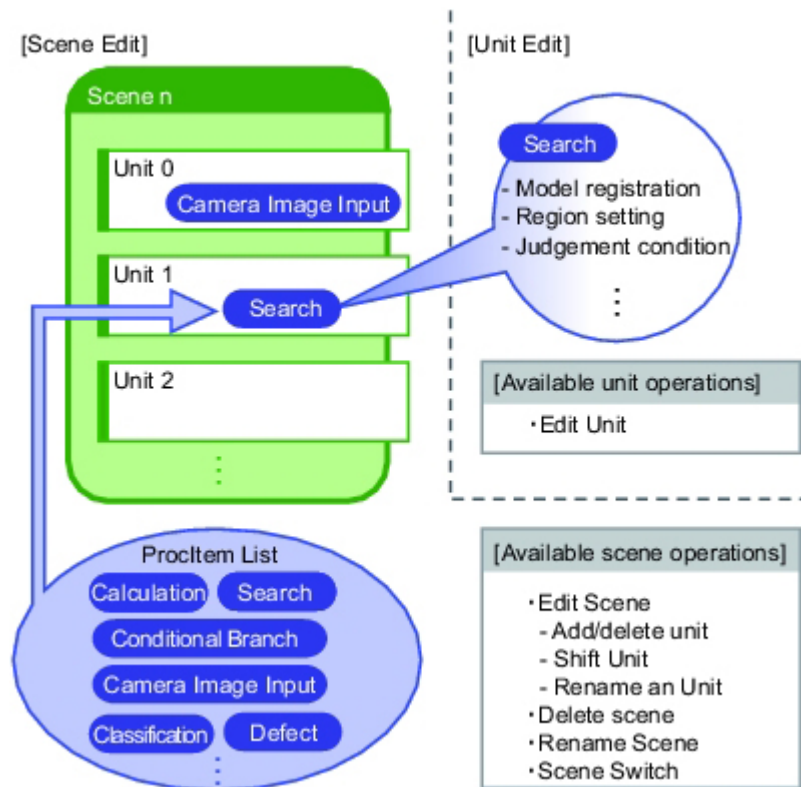 [Scene Edit]
Scene n
Unit 0
Camera Image Input
Unit 1
Search
Unit 2
ProcItem List
Calculation
Search
Conditional Branch
Camera Image Input
Classification
Defect
[Unit Edit]
Search
- Model registration
- Region setting
- Judgement condition
[Available unit operations]
・Edit Unit
[Available scene operations]
・Edit Scene
- Add/delete unit
- Shift Unit
- Rename an Unit
・Delete scene
・Rename Scene
・Scene Switch